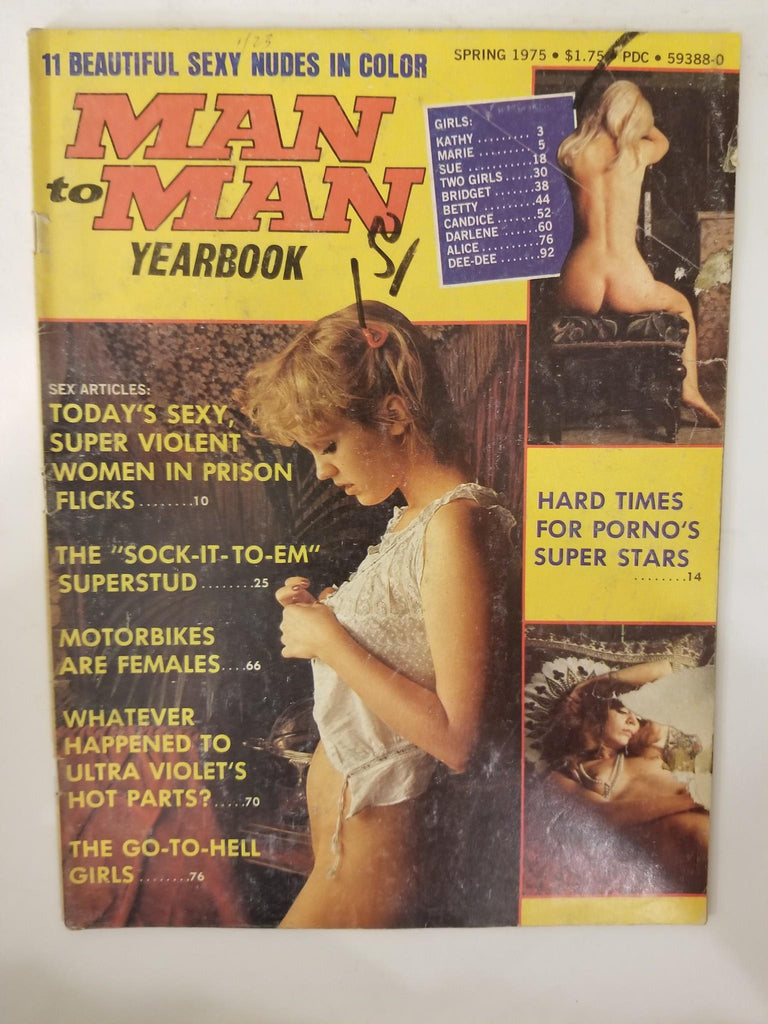 1/25
11 BEAUTIFUL SEXY NUDES IN COLOR
SPRING 1975 • $1.75 • PDC • 59388-0
MAN
to MAN
YEARBOOK
GIRLS:
KATHY ......... 3
MARIE ......... 5
SUE ...........18
TWO GIRLS .....30
BRIDGET .......38
BETTY .........44
CANDICE .......52
DARLENE .......60
ALICE .........76
DEE-DEE .......92
SEX ARTICLES:
TODAY'S SEXY,
SUPER VIOLENT
WOMEN IN PRISON
FLICKS ........10
THE "SOCK-IT-TO-EM"
SUPERSTUD ........25
MOTORBIKES
ARE FEMALES ....66
WHATEVER
HAPPENED TO
ULTRA VIOLET'S
HOT PARTS? .....70
THE GO-TO-HELL
GIRLS ........76
HARD TIMES
FOR PORNO'S
SUPER STARS
........14